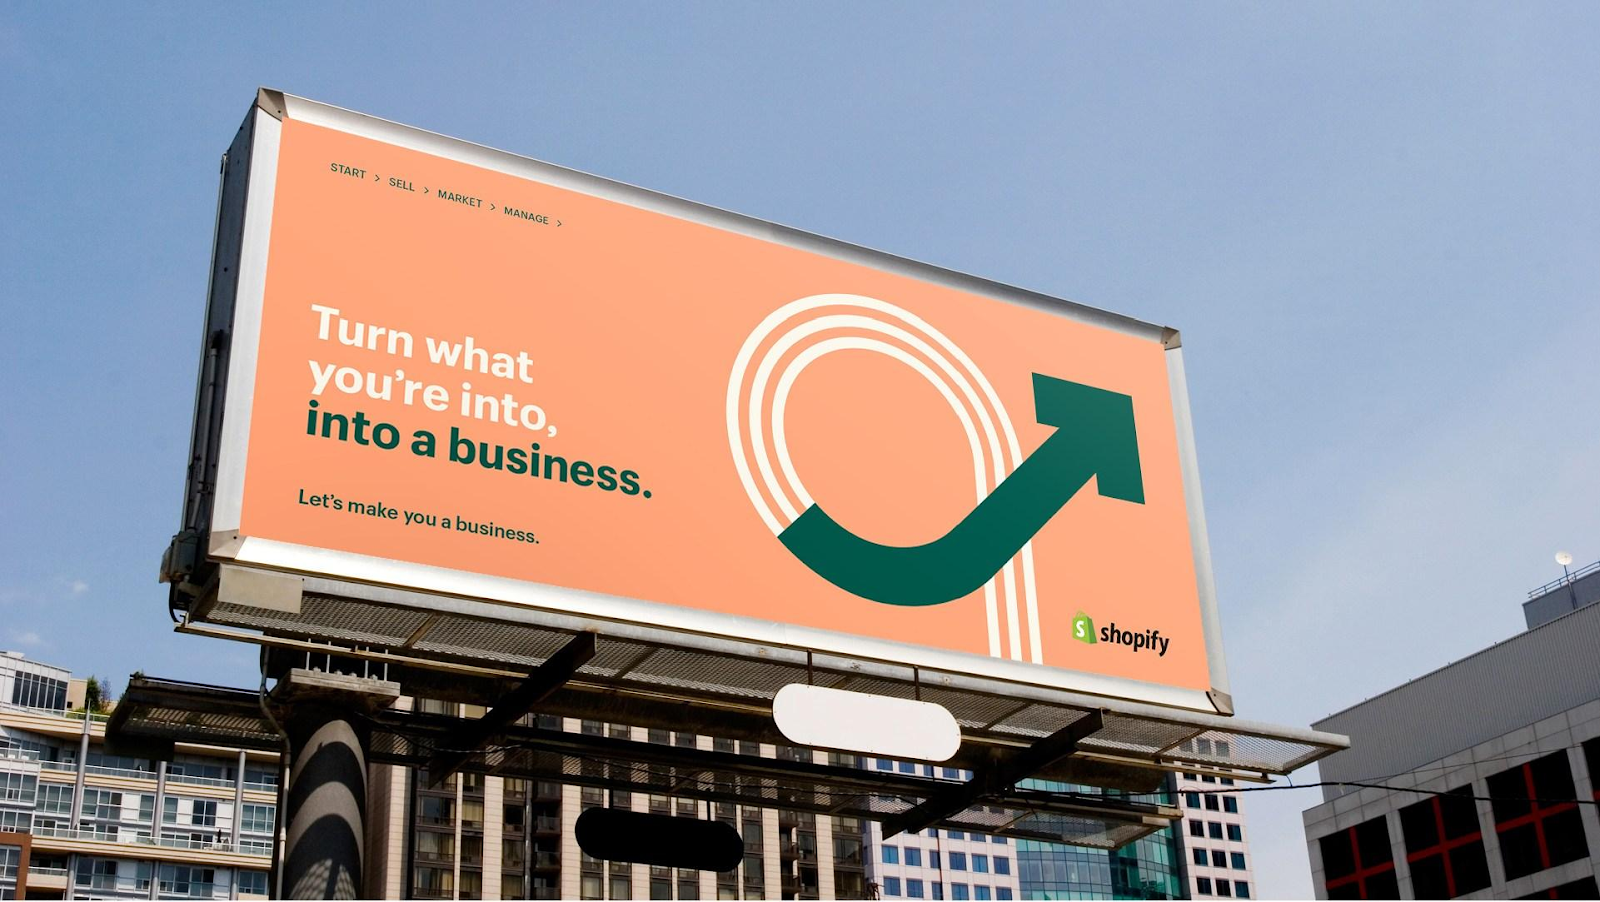 START > SELL > MARKET > MANAGE >
Turn what
you're into,
into a business.
Let's make you a business.
shopify